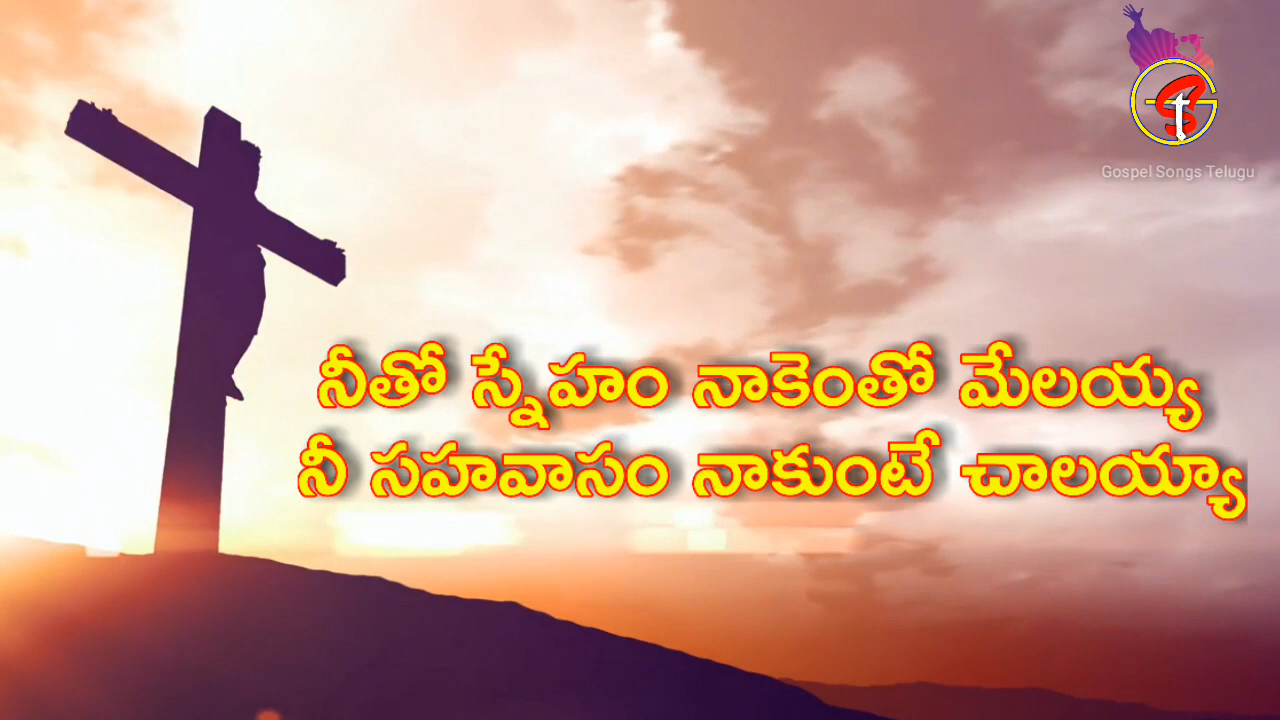 Gospel Songs Telugu
నీతో స్నేహం నాకెంతో మేలయ్య
నీ సహవాసం నాకుంటే చాలయ్యా